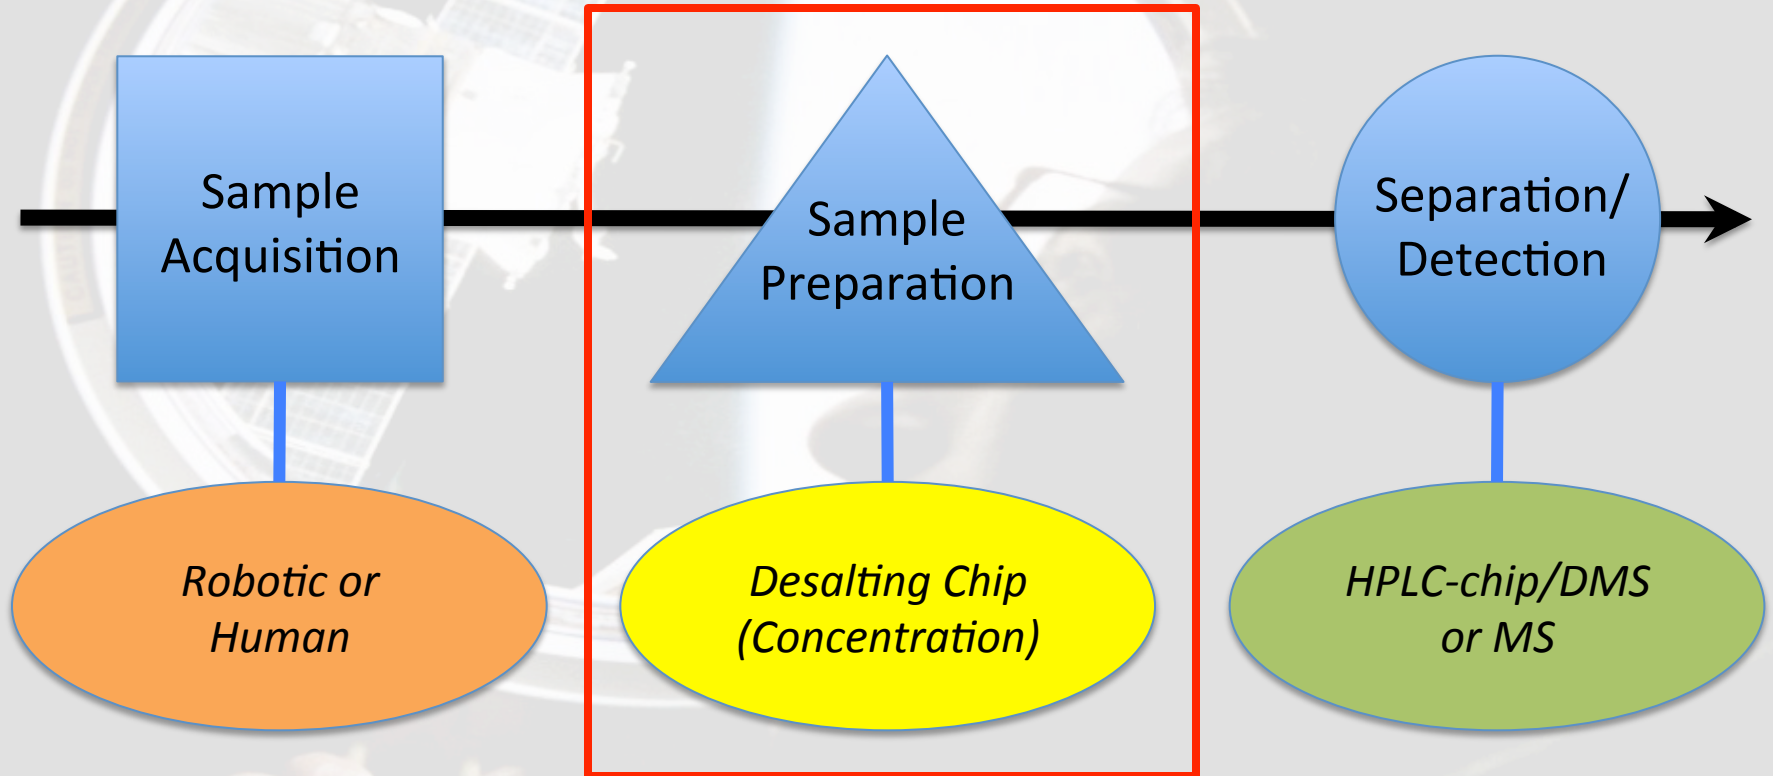 Sample
Acquisition
Sample
Preparation
Separation/
Detection
Robotic or
Human
Desalting Chip
(Concentration)
HPLC-chip/DMS
or MS